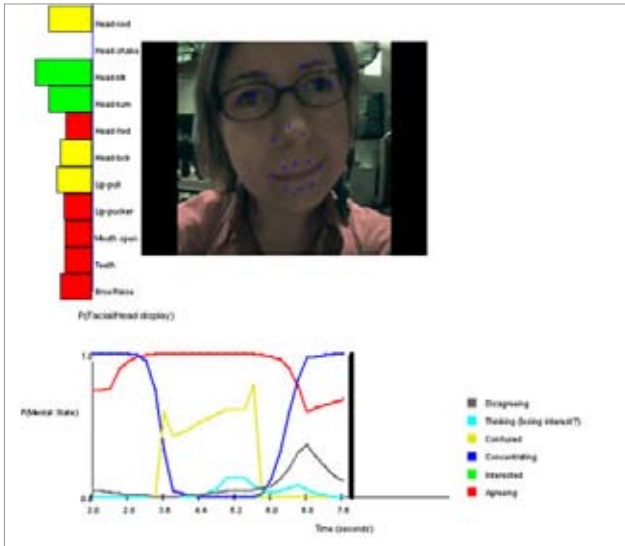 Head-nod
Head-shake
Head-tilt
Head-turn
Head-fwd
Head-bck
Lip-pull
Lip-pucker
Mouth open
Teeth
BrowRaise
P(Facial/Head display)
1.0
P(Mental State)
0.0
2.0
2.8
3.6
4.4
5.2
6.0
6.8
7.6
Time (seconds)
Disagreeing
Thinking (losing interest?)
Confused
Concentrating
Interested
Agreeing